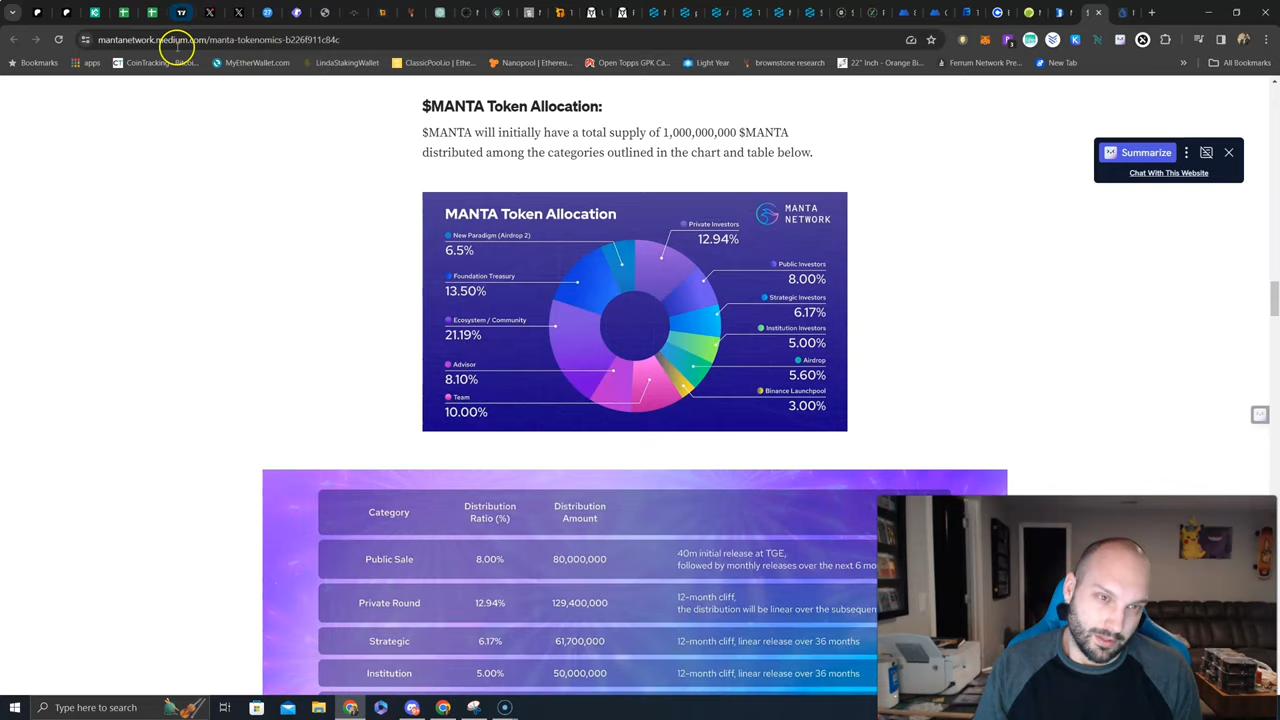 27
mantanetwork.medium.com/manta-tokenomics-b226f911c84c
3
Bookmarks
apps
CoinTracking · Bitcoi...
MyEtherWallet.com
LindaStakingWallet
ClassicPool.io | Ethe...
Nanopool | Ethereu...
Open Topps GPK Ca...
Light Year
brownstone research
22" Inch - Orange Bi...
Ferrum Network Pre...
New Tab
All Bookmarks
$MANTA Token Allocation:
$MANTA will initially have a total supply of 1,000,000,000 $MANTA
distributed among the categories outlined in the chart and table below.
Summarize
Chat With This Website
MANTA Token Allocation
MANTA
NETWORK
New Paradigm (Airdrop 2)
6.5%
Foundation Treasury
13.50%
Ecosystem / Community
21.19%
Advisor
8.10%
Team
10.00%
Private Investors
12.94%
Public Investors
8.00%
Strategic Investors
6.17%
Institution Investors
5.00%
Airdrop
5.60%
Binance Launchpool
3.00%
Category
Distribution
Ratio (%)
Distribution
Amount
Public Sale
8.00%
80,000,000
40m initial release at TGE,
followed by monthly releases over the next 6 mo
Private Round
12.94%
129,400,000
12-month cliff,
the distribution will be linear over the subsequen
Strategic
6.17%
61,700,000
12-month cliff, linear release over 36 months
Institution
5.00%
50,000,000
12-month cliff, linear release over 36 months
Type here to search